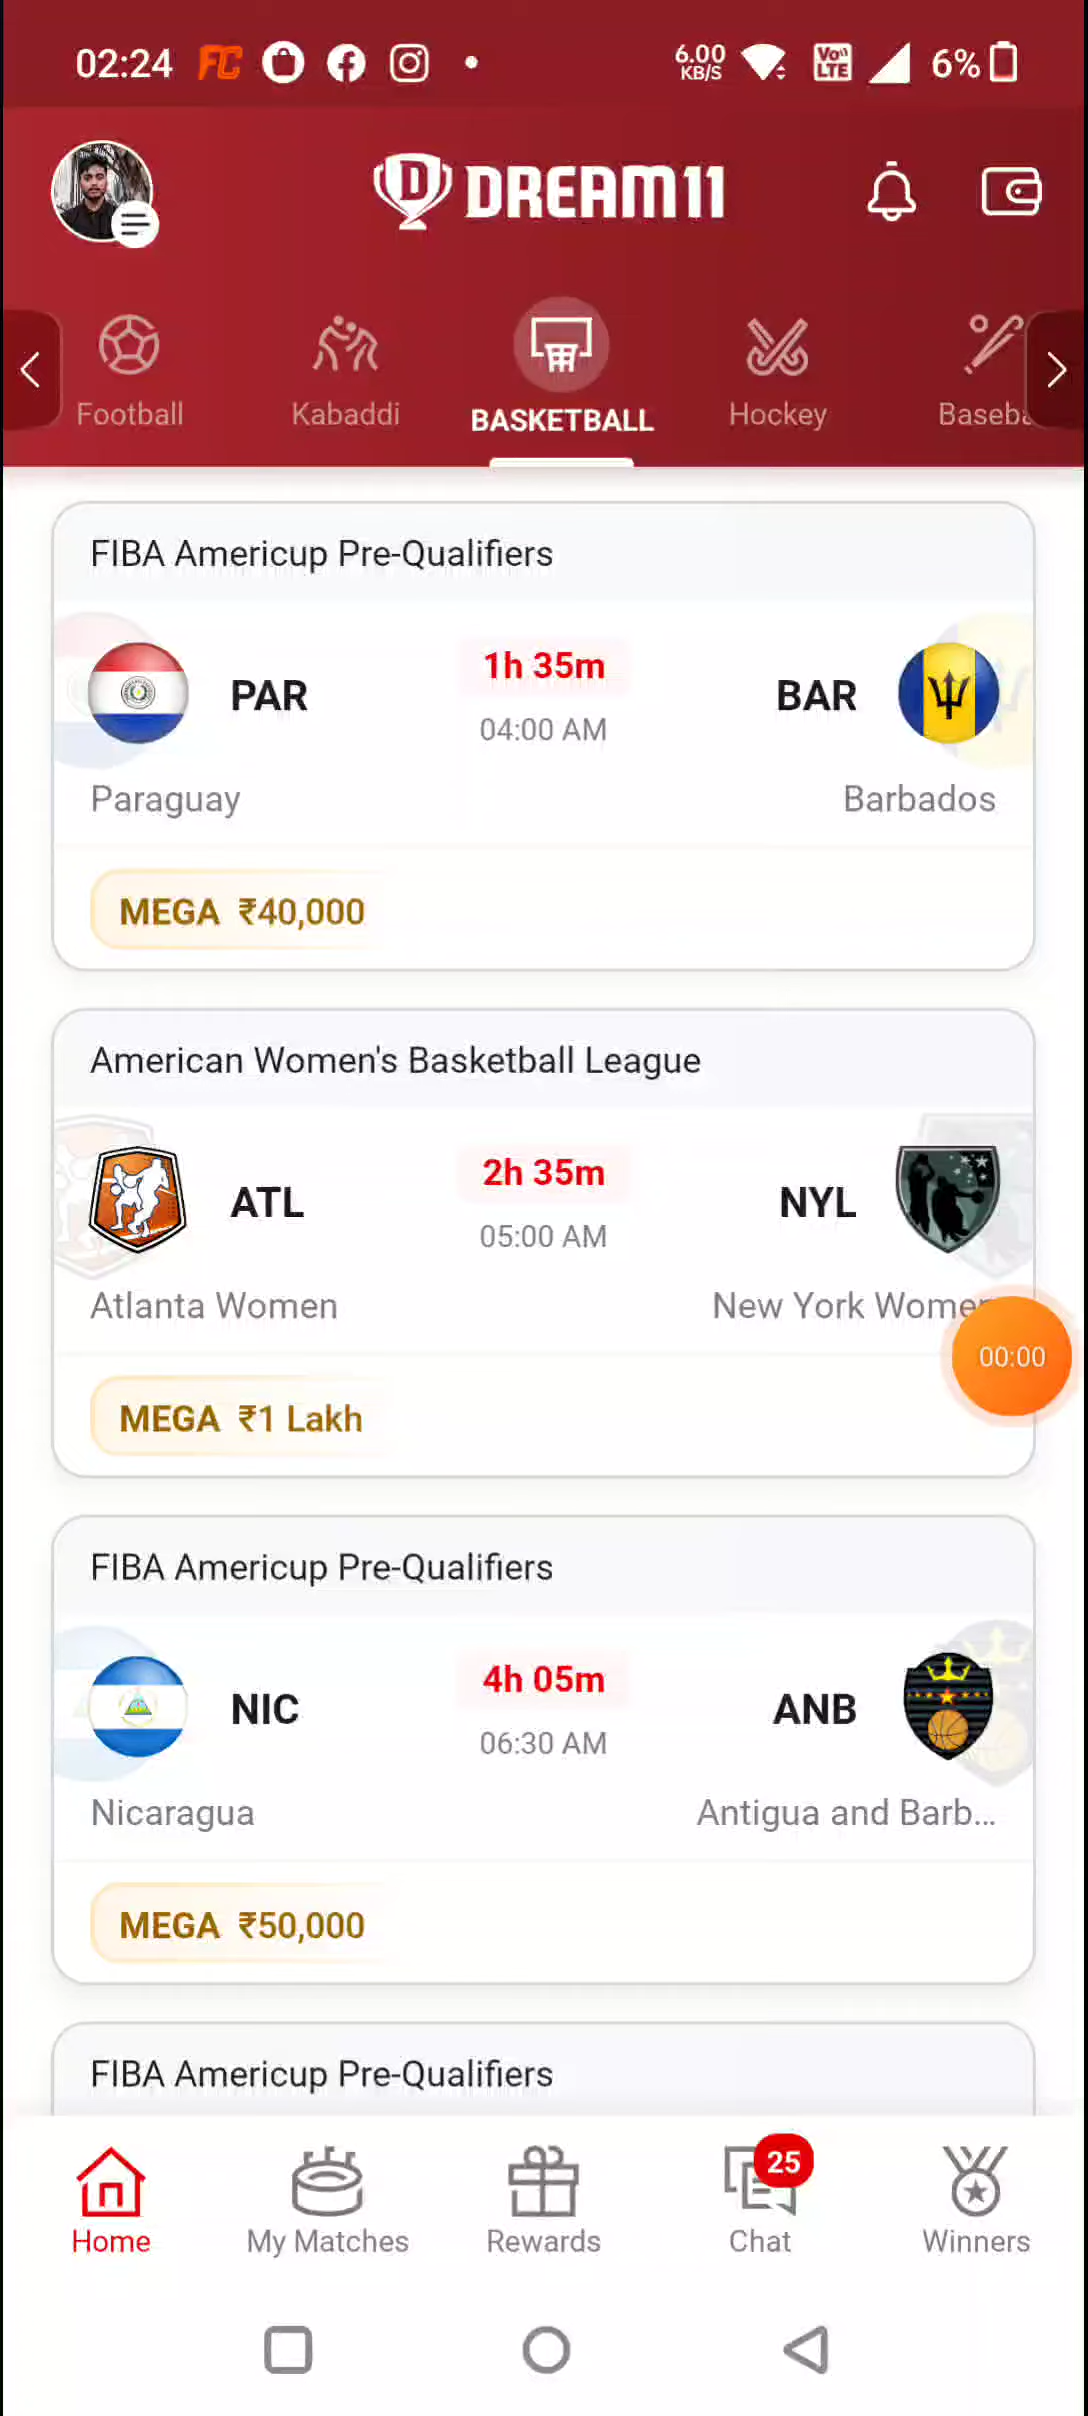 02:24 FC 6.00 KB/S Vo)) LTE 6%
DREAM11
Football Kabaddi BASKETBALL Hockey Baseba
FIBA Americup Pre-Qualifiers
PAR 1h 35m BAR
04:00 AM
Paraguay Barbados
MEGA ₹40,000
American Women's Basketball League
ATL 2h 35m NYL
05:00 AM
Atlanta Women New York Women
00:00
MEGA ₹1 Lakh
FIBA Americup Pre-Qualifiers
NIC 4h 05m ANB
06:30 AM
Nicaragua Antigua and Barb...
MEGA ₹50,000
FIBA Americup Pre-Qualifiers
25
Home My Matches Rewards Chat Winners